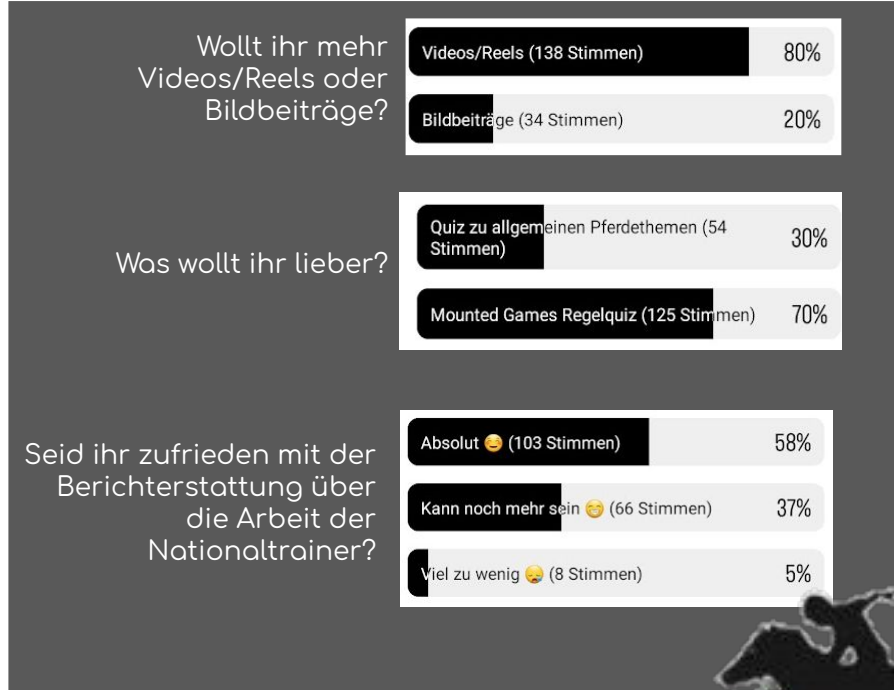 Wollt ihr mehr
Videos/Reels oder
Bildbeiträge?
Videos/Reels (138 Stimmen) 80%
Bildbeiträge (34 Stimmen) 20%
Was wollt ihr lieber?
Quiz zu allgemeinen Pferdethemen (54
Stimmen) 30%
Mounted Games Regelquiz (125 Stimmen) 70%
Seid ihr zufrieden mit der
Berichterstattung über
die Arbeit der
Nationaltrainer?
Absolut 😊 (103 Stimmen) 58%
Kann noch mehr sein 😁 (66 Stimmen) 37%
Viel zu wenig 😪 (8 Stimmen) 5%